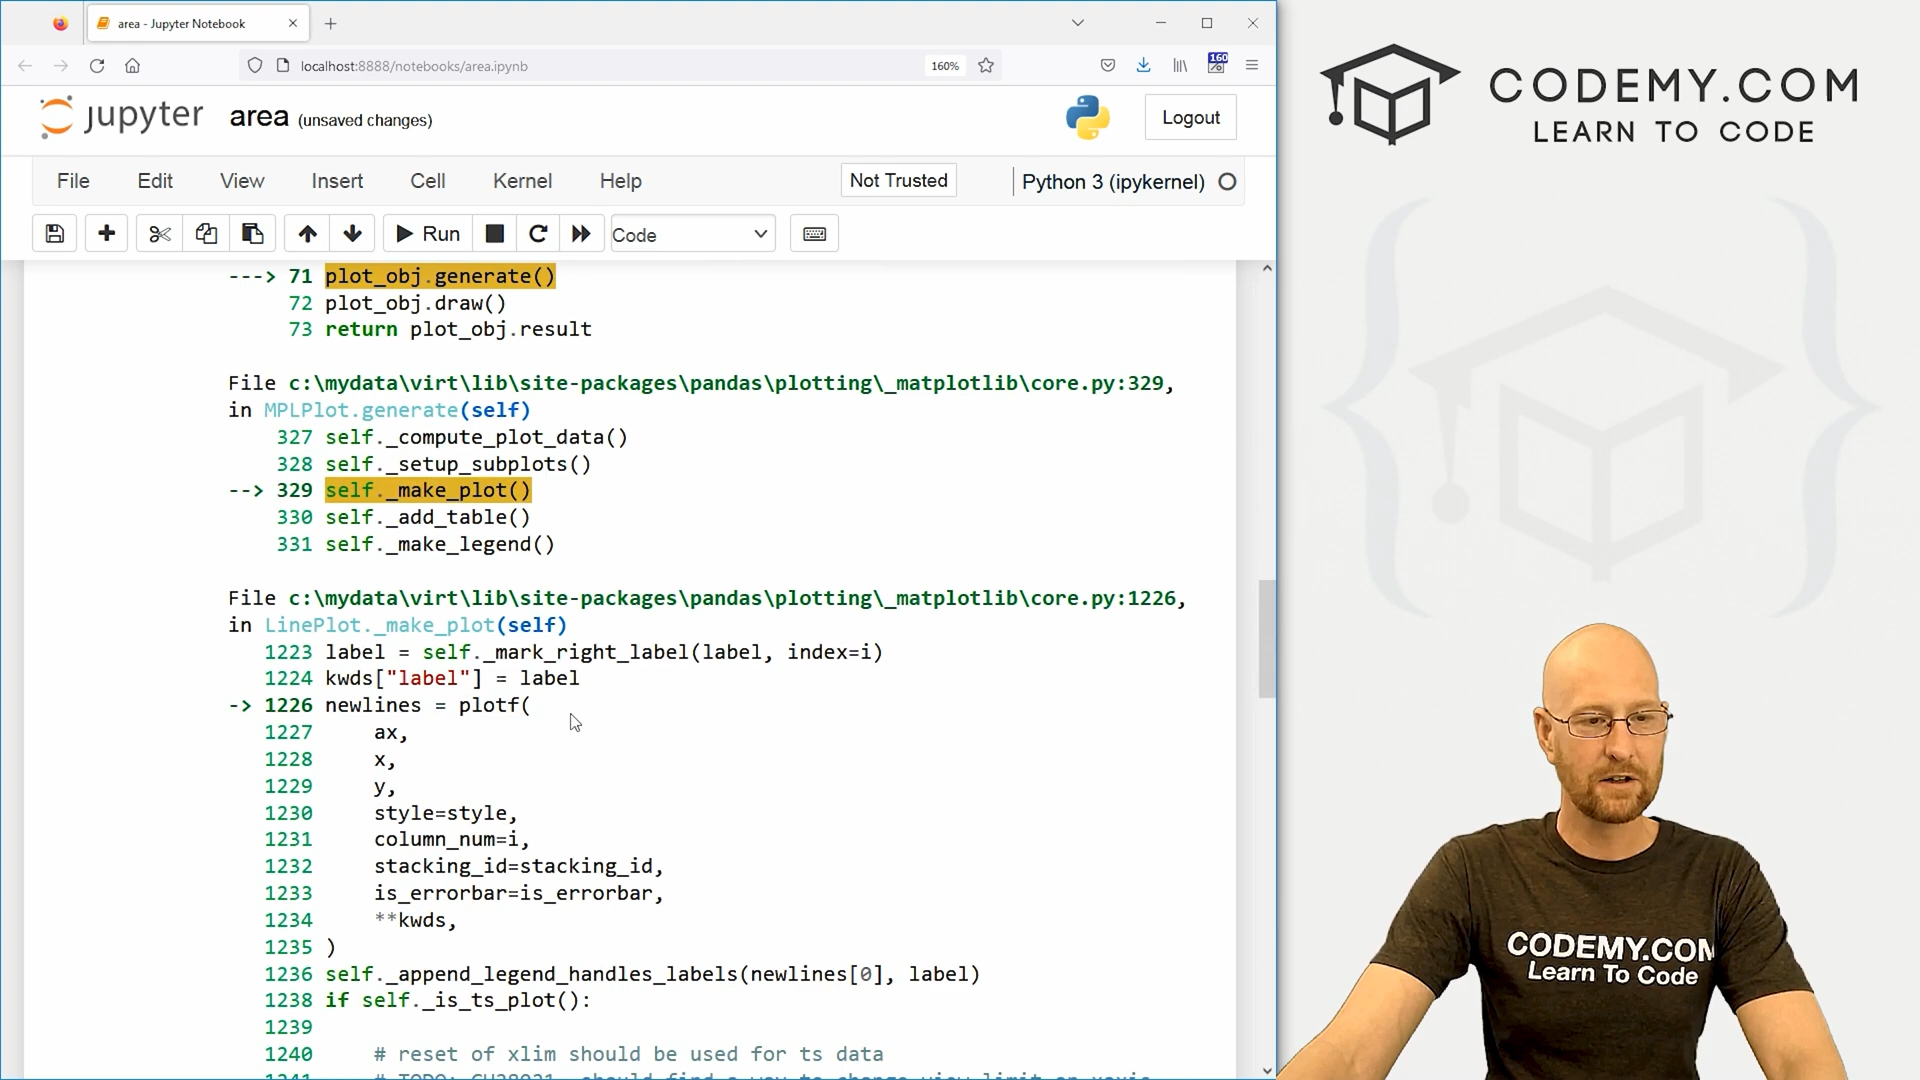 area - Jupyter Notebook
localhost:8888/notebooks/area.ipynb
160%
160
jupyter area (unsaved changes)
Logout
File Edit View Insert Cell Kernel Help
Not Trusted
Python 3 (ipykernel)
Run
Code
---> 71 plot_obj.generate()
72 plot_obj.draw()
73 return plot_obj.result
File c:\mydata\virt\lib\site-packages\pandas\plotting\_matplotlib\core.py:329,
in MPLPlot.generate(self)
327 self._compute_plot_data()
328 self._setup_subplots()
--> 329 self._make_plot()
330 self._add_table()
331 self._make_legend()
File c:\mydata\virt\lib\site-packages\pandas\plotting\_matplotlib\core.py:1226,
in LinePlot._make_plot(self)
1223 label = self._mark_right_label(label, index=i)
1224 kwds["label"] = label
-> 1226 newlines = plotf(
1227     ax,
1228     x,
1229     y,
1230     style=style,
1231     column_num=i,
1232     stacking_id=stacking_id,
1233     is_errorbar=is_errorbar,
1234     **kwds,
1235 )
1236 self._append_legend_handles_labels(newlines[0], label)
1238 if self._is_ts_plot():
1239
1240     # reset of xlim should be used for ts data
CODEMY.COM
LEARN TO CODE
CODEMY.COM
Learn To Code